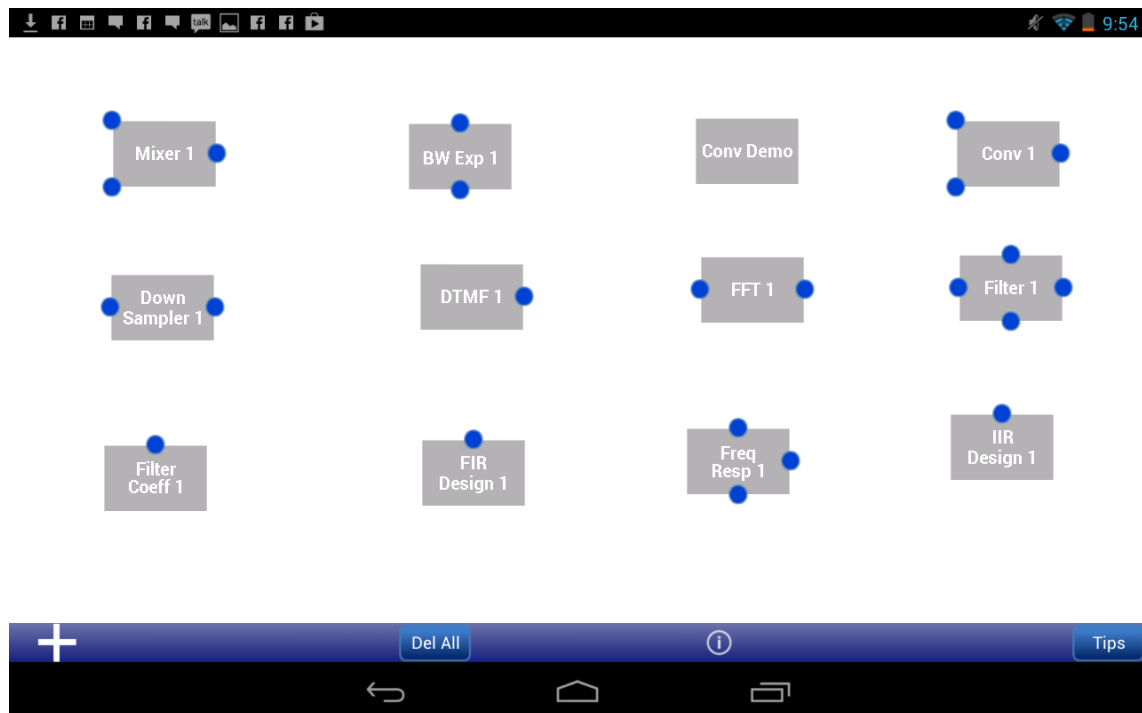 talk
9:54
Mixer 1
BW Exp 1
Conv Demo
Conv 1
Down
Sampler 1
DTMF 1
FFT 1
Filter 1
Filter
Coeff 1
FIR
Design 1
Freq
Resp 1
IIR
Design 1
Del All
Tips